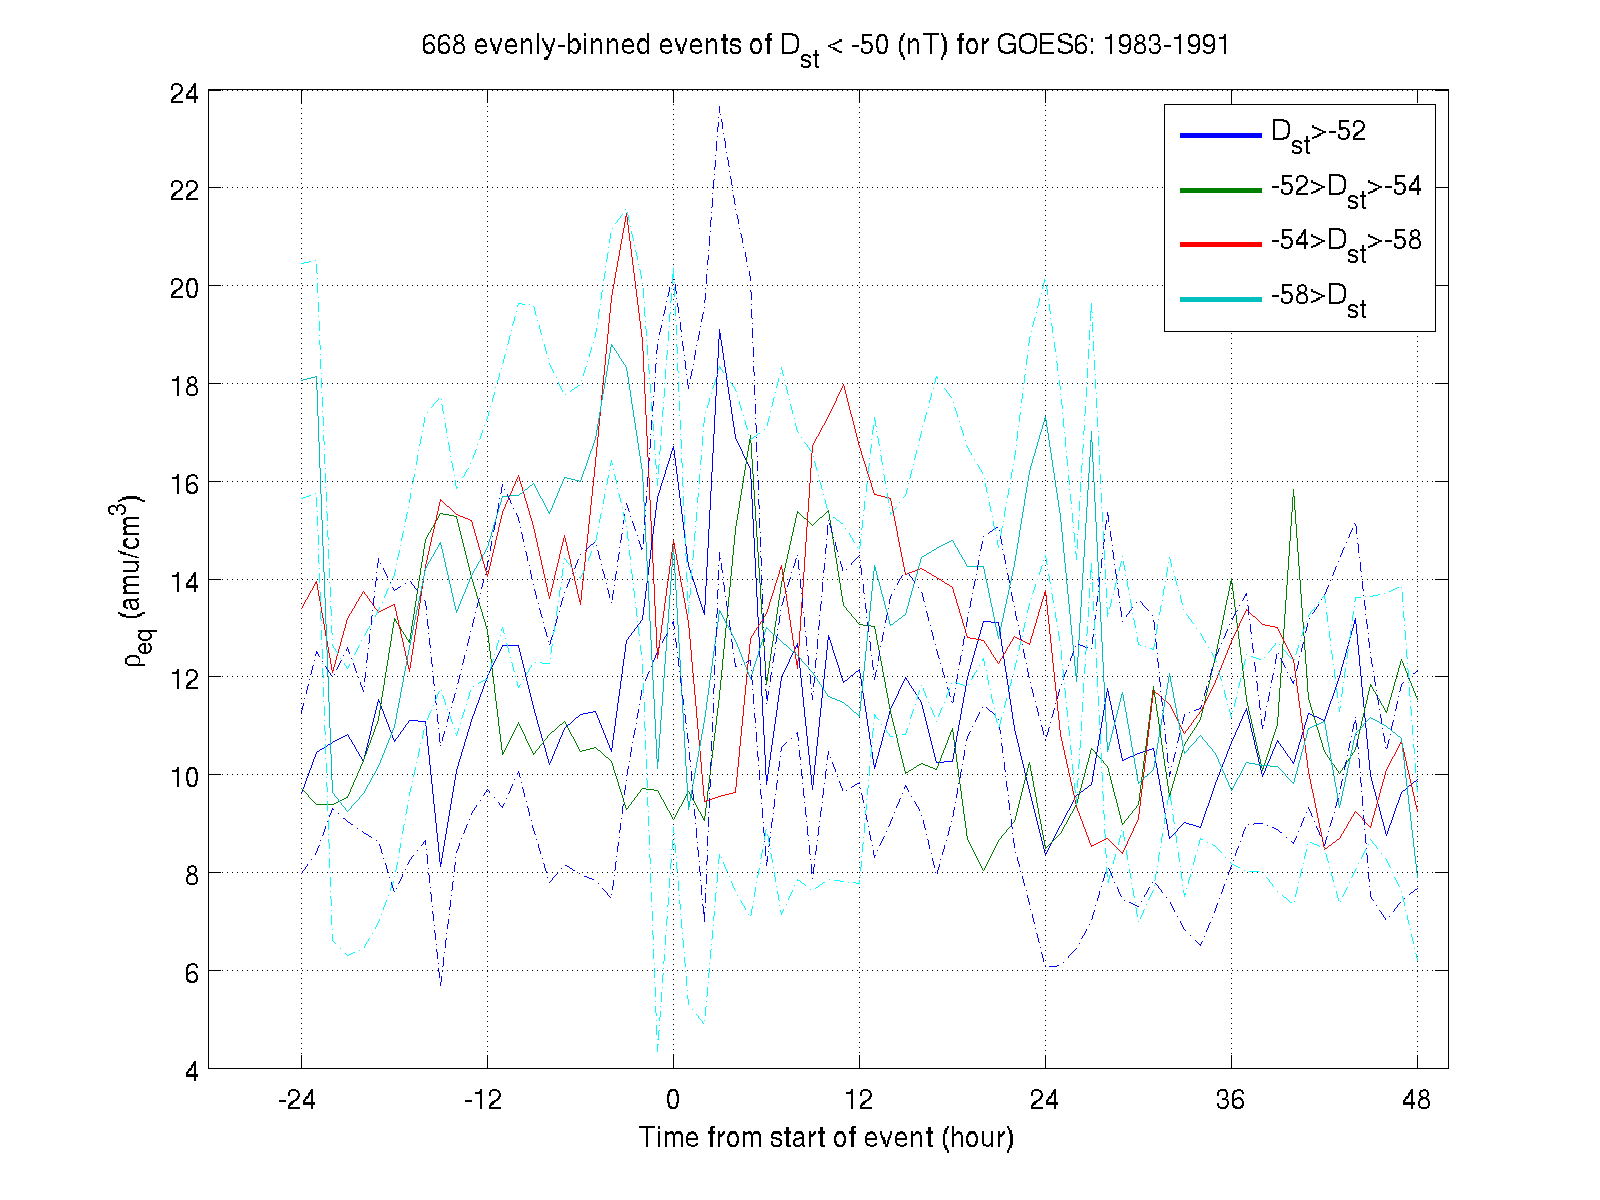 668 evenly-binned events of D_st < -50 (nT) for GOES6: 1983-1991
24
22
20
18
16
14
12
10
8
6
4
ρ_eq (amu/cm^3)
D_st>-52
-52>D_st>-54
-54>D_st>-58
-58>D_st
-24 -12 0 12 24 36 48
Time from start of event (hour)